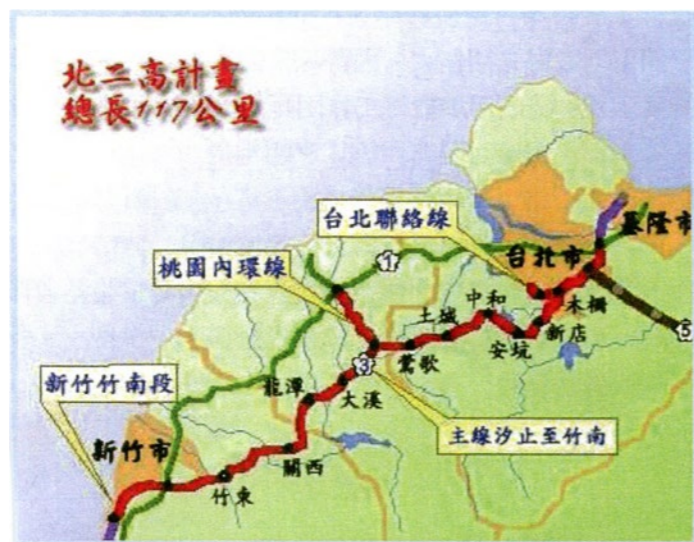 北二高計畫
總長117公里
台北聯絡線
基隆市
桃園內環線
1
台北市
中和
木柵
土城
新店
安坑
鶯歌
5
3
新竹竹南段
龍潭
大溪
主線汐止至竹南
新竹市
關西
竹東